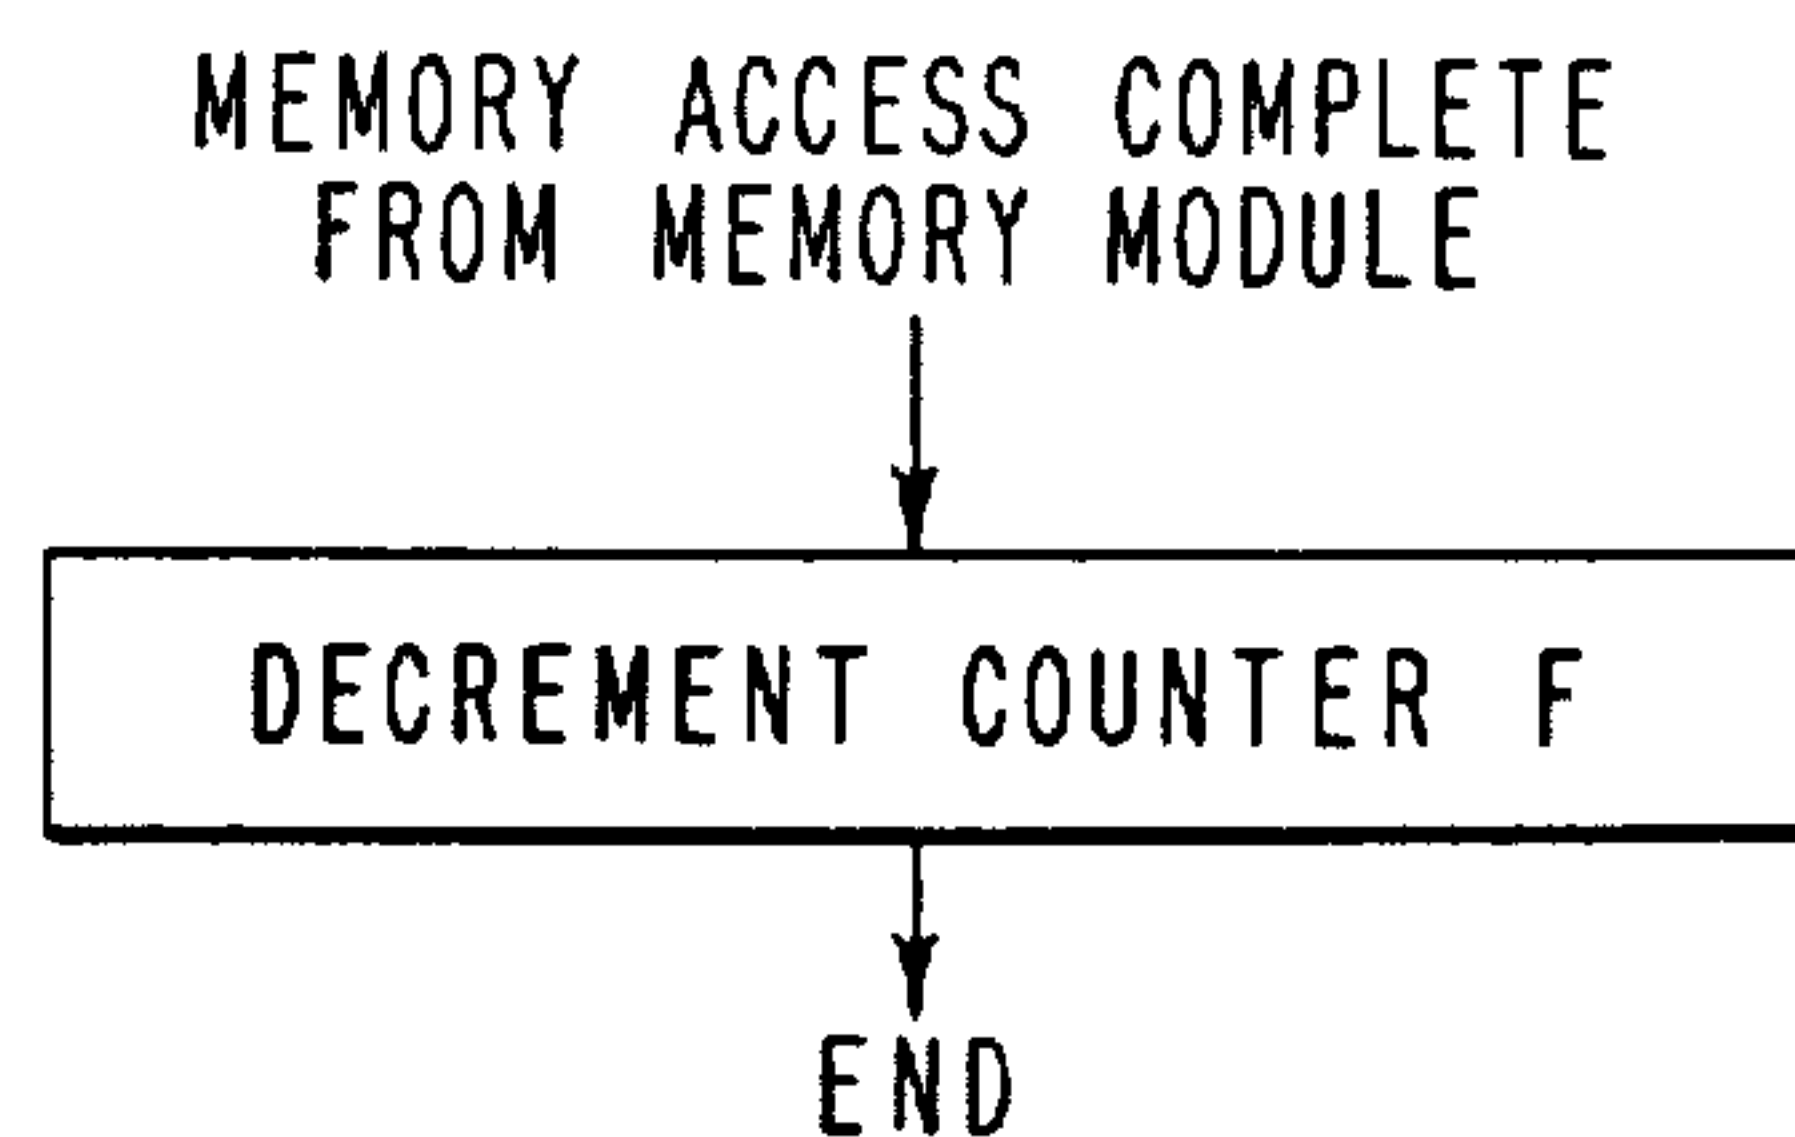 MEMORY ACCESS COMPLETE
FROM MEMORY MODULE
DECREMENT COUNTER F
END